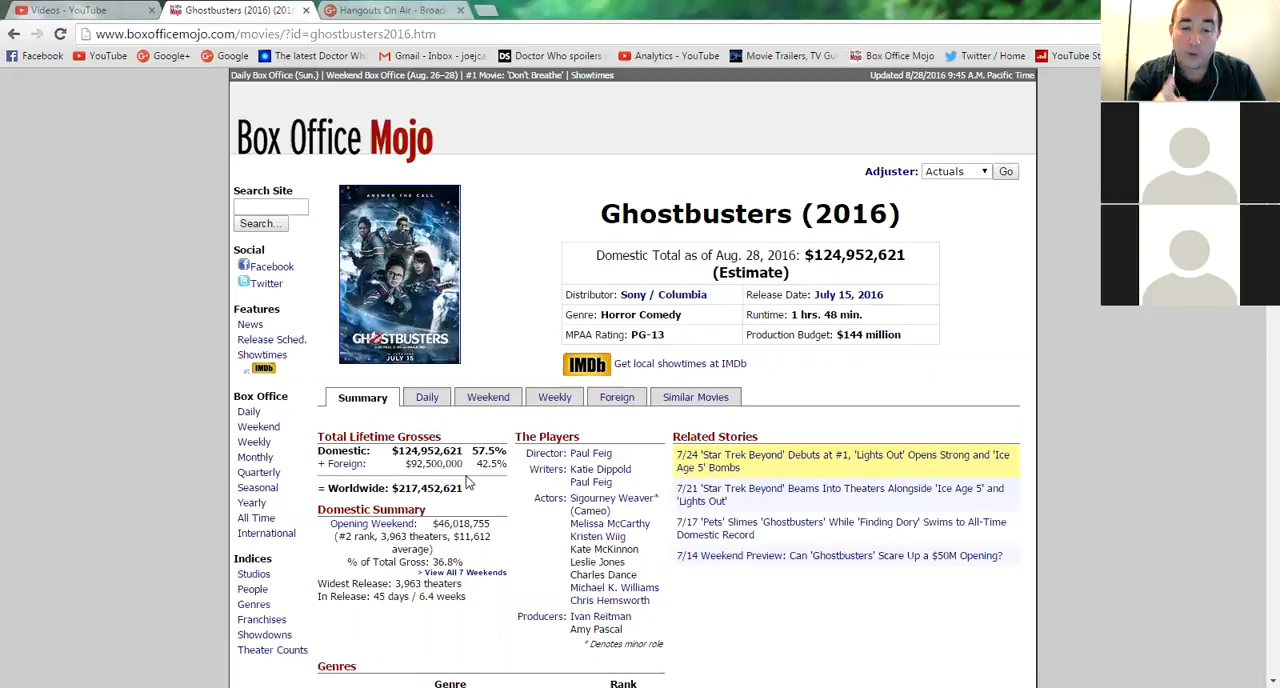 Videos - YouTube
Ghostbusters (2016) (201
Hangouts On Air - Broad
www.boxofficemojo.com/movies/?id=ghostbusters2016.htm
Facebook YouTube Google+ Google The latest Doctor Wh Gmail - Inbox - joejca Doctor Who spoilers Analytics - YouTube Movie Trailers, TV Gu Box Office Mojo Twitter / Home YouTube St
Daily Box Office (Sun.) | Weekend Box Office (Aug. 26–28) | #1 Movie: 'Don't Breathe' | Showtimes
Updated 8/28/2016 9:45 A.M. Pacific Time
Box Office Mojo
Adjuster: Actuals Go
Search Site
Search...
Social
Facebook
Twitter
Features
News
Release Sched.
Showtimes
at IMDb
Box Office
Daily
Weekend
Weekly
Monthly
Quarterly
Seasonal
Yearly
All Time
International
Indices
Studios
People
Genres
Franchises
Showdowns
Theater Counts
ANSWER THE CALL
GHOSTBUSTERS
JULY 15
Ghostbusters (2016)
Domestic Total as of Aug. 28, 2016: $124,952,621
(Estimate)
Distributor: Sony / Columbia
Release Date: July 15, 2016
Genre: Horror Comedy
Runtime: 1 hrs. 48 min.
MPAA Rating: PG-13
Production Budget: $144 million
IMDb Get local showtimes at IMDb
Summary Daily Weekend Weekly Foreign Similar Movies
Total Lifetime Grosses
Domestic: $124,952,621 57.5%
+ Foreign: $92,500,000 42.5%
= Worldwide: $217,452,621
Domestic Summary
Opening Weekend: $46,018,755
(#2 rank, 3,963 theaters, $11,612
average)
% of Total Gross: 36.8%
> View All 7 Weekends
Widest Release: 3,963 theaters
In Release: 45 days / 6.4 weeks
The Players
Director: Paul Feig
Writers: Katie Dippold
Paul Feig
Actors: Sigourney Weaver*
(Cameo)
Melissa McCarthy
Kristen Wiig
Kate McKinnon
Leslie Jones
Charles Dance
Michael K. Williams
Chris Hemsworth
Producers: Ivan Reitman
Amy Pascal
* Denotes minor role
Related Stories
7/24 'Star Trek Beyond' Debuts at #1, 'Lights Out' Opens Strong and 'Ice
Age 5' Bombs
7/21 'Star Trek Beyond' Beams Into Theaters Alongside 'Ice Age 5' and
'Lights Out'
7/17 'Pets' Slimes 'Ghostbusters' While 'Finding Dory' Swims to All-Time
Domestic Record
7/14 Weekend Preview: Can 'Ghostbusters' Scare Up a $50M Opening?
Genres
Genre Rank